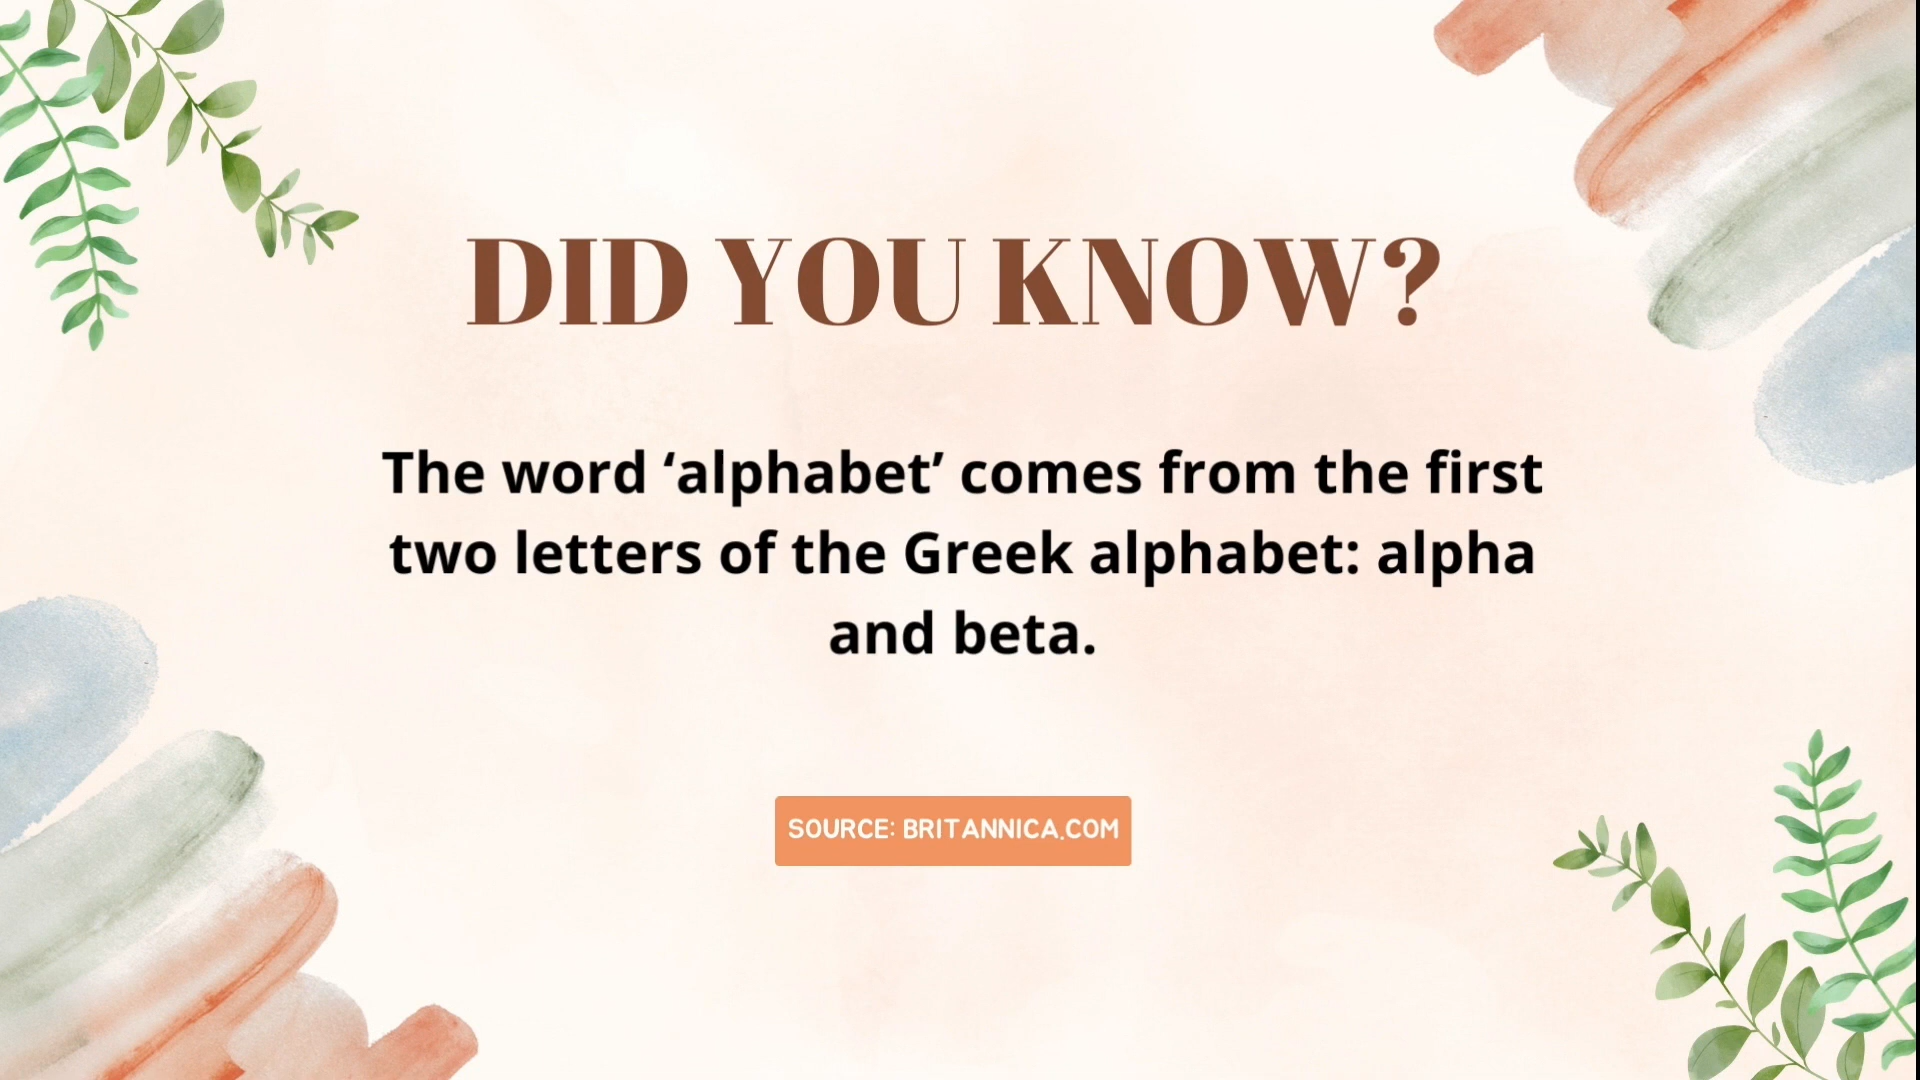 DID YOU KNOW?
The word ‘alphabet’ comes from the first
two letters of the Greek alphabet: alpha
and beta.
SOURCE: BRITANNICA.COM